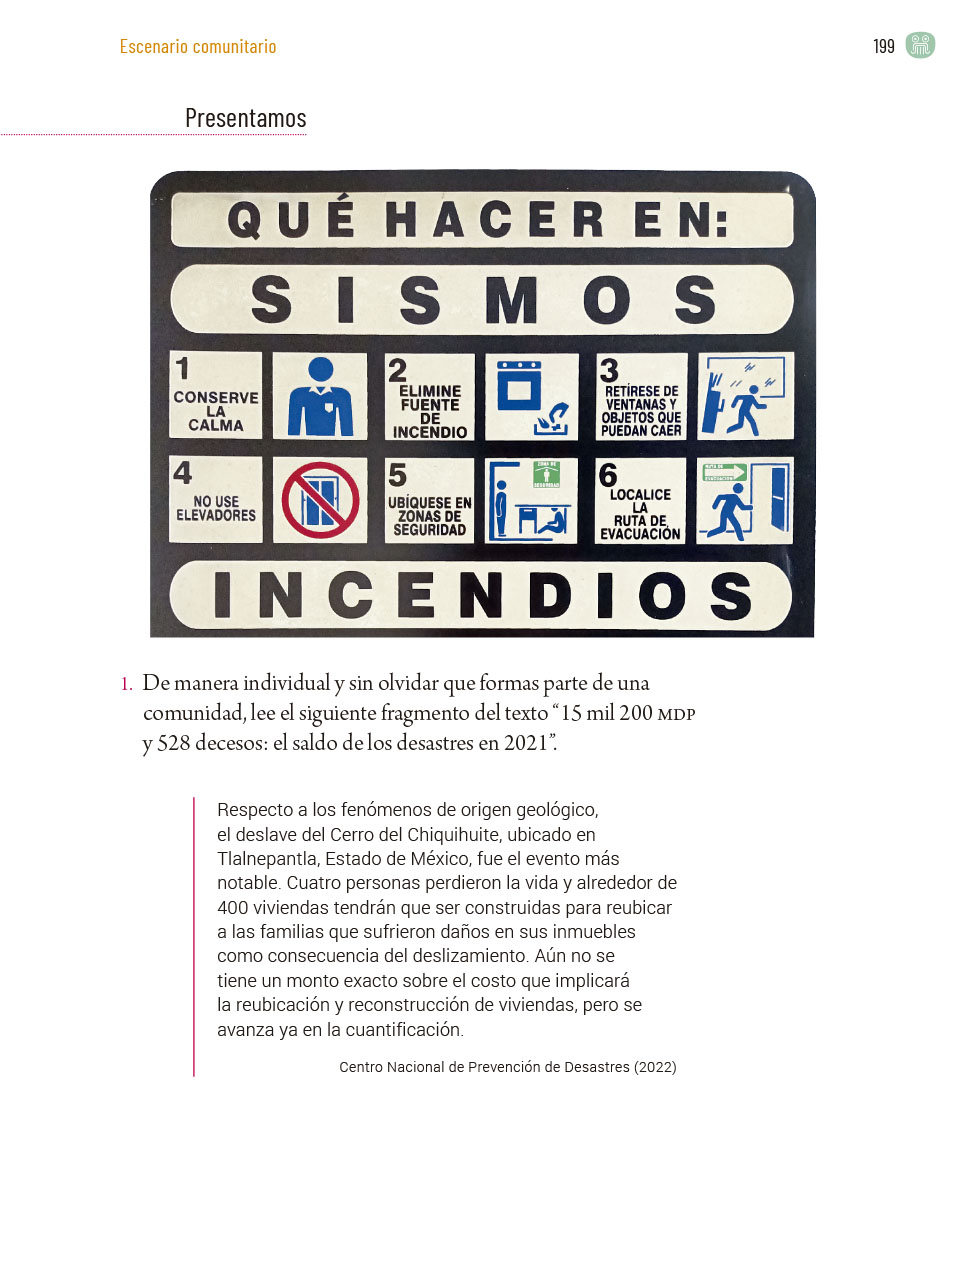 Escenario comunitario
199
Presentamos
QUÉ HACER EN:
SISMOS
1
CONSERVE
LA
CALMA
2
ELIMINE
FUENTE
DE
INCENDIO
3
RETÍRESE DE
VENTANAS Y
OBJETOS QUE
PUEDAN CAER
4
NO USE
ELEVADORES
5
UBÍQUESE EN
ZONAS DE
SEGURIDAD
ZONA DE
SEGURIDAD
6
LOCALICE
LA
RUTA DE
EVACUACIÓN
RUTA DE
EVACUACIÓN
INCENDIOS
1. De manera individual y sin olvidar que formas parte de una
comunidad, lee el siguiente fragmento del texto “15 mil 200 MDP
y 528 decesos: el saldo de los desastres en 2021”.
Respecto a los fenómenos de origen geológico,
el deslave del Cerro del Chiquihuite, ubicado en
Tlalnepantla, Estado de México, fue el evento más
notable. Cuatro personas perdieron la vida y alrededor de
400 viviendas tendrán que ser construidas para reubicar
a las familias que sufrieron daños en sus inmuebles
como consecuencia del deslizamiento. Aún no se
tiene un monto exacto sobre el costo que implicará
la reubicación y reconstrucción de viviendas, pero se
avanza ya en la cuantificación.
Centro Nacional de Prevención de Desastres (2022)